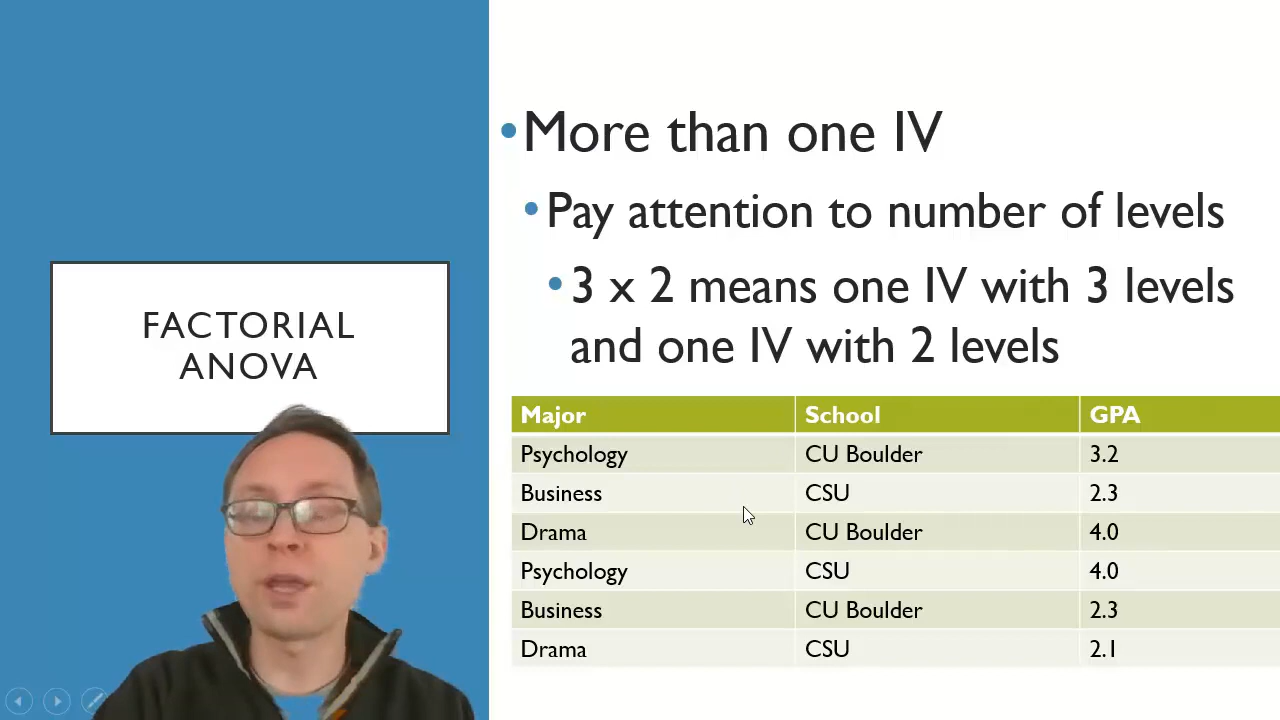 FACTORIAL
ANOVA
•More than one IV
•Pay attention to number of levels
•3 x 2 means one IV with 3 levels
and one IV with 2 levels
Major School GPA
Psychology CU Boulder 3.2
Business CSU 2.3
Drama CU Boulder 4.0
Psychology CSU 4.0
Business CU Boulder 2.3
Drama CSU 2.1